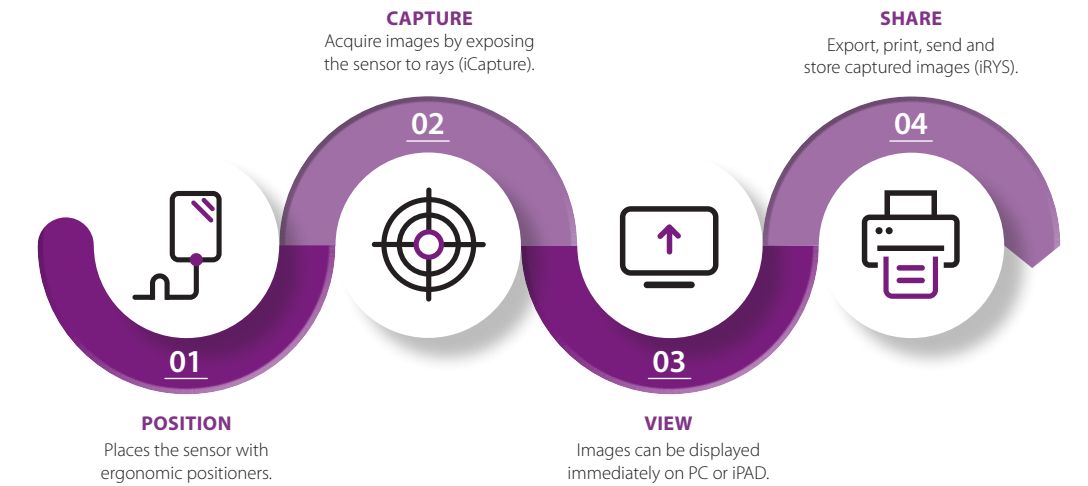 01
POSITION
Places the sensor with
ergonomic positioners.
CAPTURE
Acquire images by exposing
the sensor to rays (iCapture).
02
03
VIEW
Images can be displayed
immediately on PC or iPAD.
SHARE
Export, print, send and
store captured images (iRYS).
04